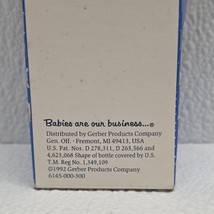 Babies are our business...®
Distributed by Gerber Products Company
Gen. Off. - Fremont, MI 49413, USA
U.S. Pat. Nos. D 278,311, D 265,566 and
4,623,068 Shape of bottle covered by U.S.
T.M. Reg No. 1,349,109
©1992 Gerber Products Company
6145-000-300